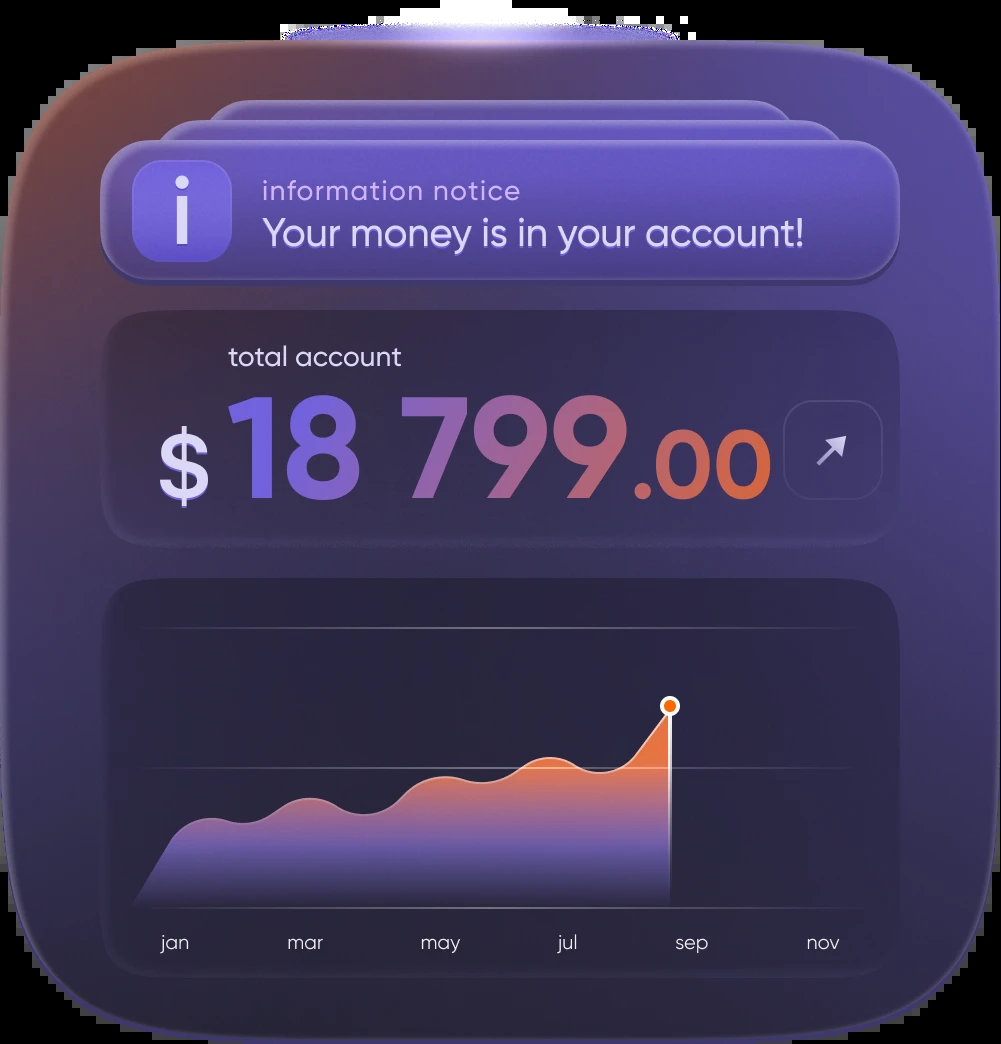 i
information notice
Your money is in your account!
total account
$ 18 799.00
jan mar may jul sep nov